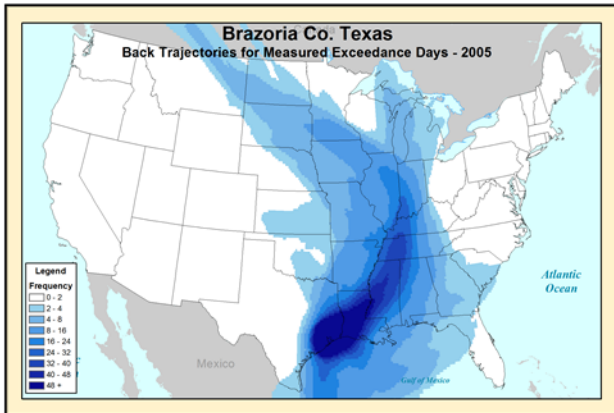 Canada
Brazoria Co. Texas
Back Trajectories for Measured Exceedance Days - 2005
Legend
Frequency
0 - 2
2 - 4
4 - 8
8 - 16
16 - 24
24 - 32
32 - 40
40 - 48
48 +
Atlantic
Ocean
Mexico
Gulf of Mexico